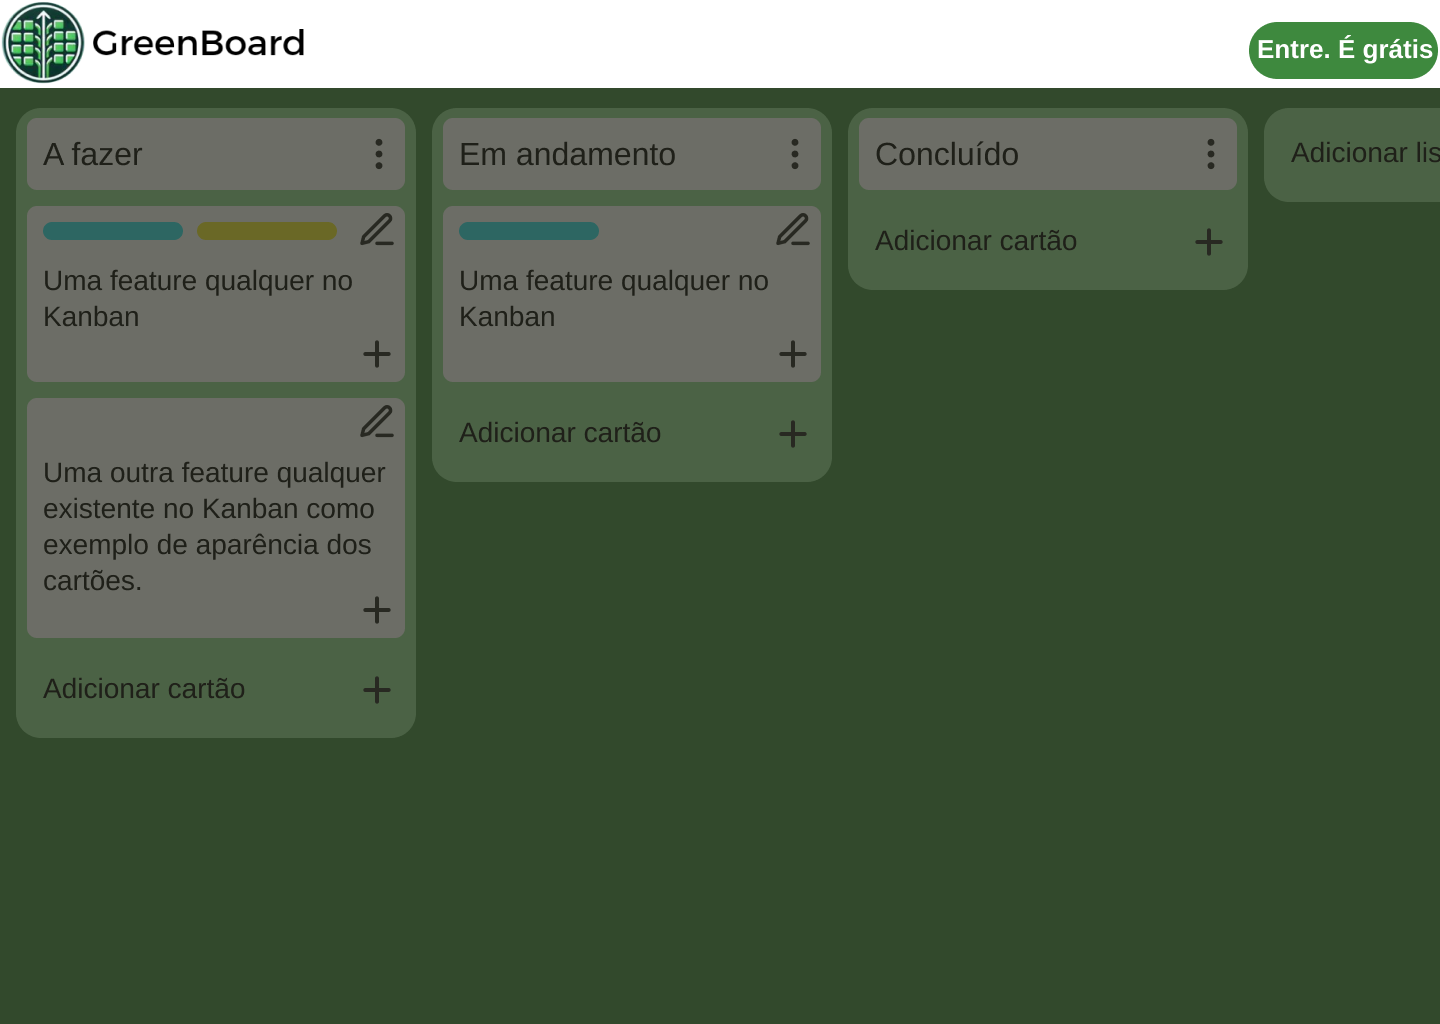 GreenBoard
Entre. É grátis
A fazer
Uma feature qualquer no
Kanban
Uma outra feature qualquer
existente no Kanban como
exemplo de aparência dos
cartões.
Adicionar cartão
Em andamento
Uma feature qualquer no
Kanban
Adicionar cartão
Concluído
Adicionar cartão
Adicionar lis